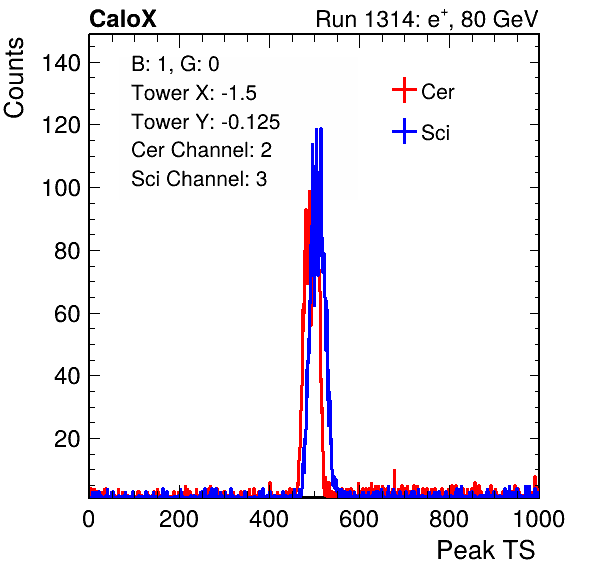 CaloX Run 1314: e+, 80 GeV
Counts
B: 1, G: 0
Tower X: -1.5
Tower Y: -0.125
Cer Channel: 2
Sci Channel: 3
Cer
Sci
140
120
100
80
60
40
20
0 200 400 600 800 1000
Peak TS